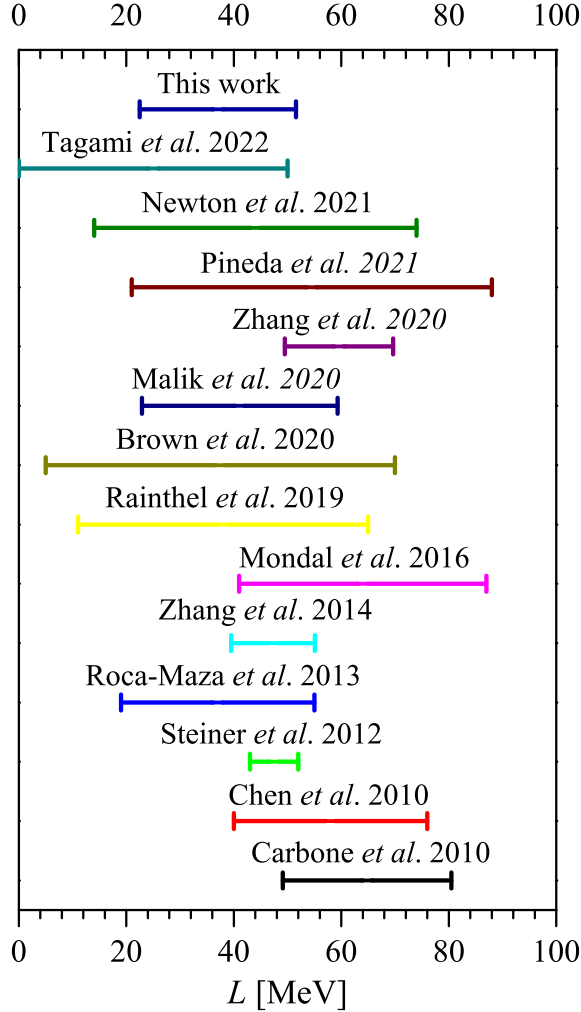 0 20 40 60 80 100
This work
Tagami et al. 2022
Newton et al. 2021
Pineda et al. 2021
Zhang et al. 2020
Malik et al. 2020
Brown et al. 2020
Rainthel et al. 2019
Mondal et al. 2016
Zhang et al. 2014
Roca-Maza et al. 2013
Steiner et al. 2012
Chen et al. 2010
Carbone et al. 2010
0 20 40 60 80 100
L [MeV]